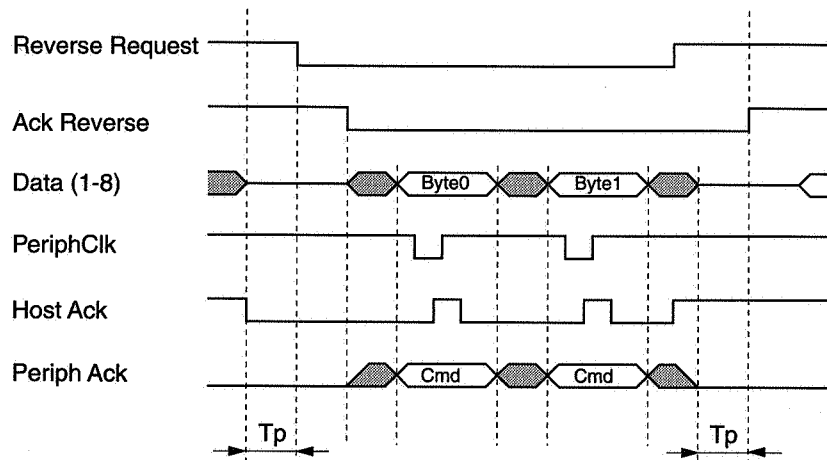 Reverse Request
Ack Reverse
Data (1-8)
Byte0
Byte1
PeriphClk
Host Ack
Periph Ack
Cmd
Cmd
Tp
Tp